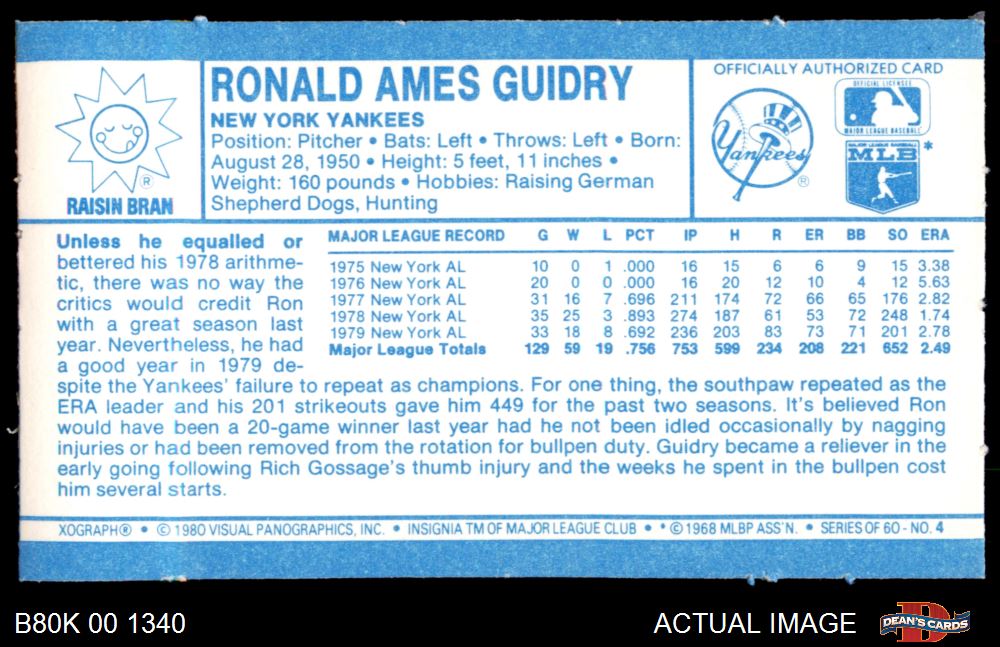 RONALD AMES GUIDRY
NEW YORK YANKEES
Position: Pitcher • Bats: Left • Throws: Left • Born:
August 28, 1950 • Height: 5 feet, 11 inches •
Weight: 160 pounds • Hobbies: Raising German
Shepherd Dogs, Hunting
® 
RAISIN BRAN
OFFICIALLY AUTHORIZED CARD
Yankees ®
OFFICIAL LICENSEE
MAJOR LEAGUE BASEBALL
MAJOR LEAGUE BASEBALL
MLB *
Unless he equalled or
bettered his 1978 arithme-
tic, there was no way the
critics would credit Ron
with a great season last
year. Nevertheless, he had
a good year in 1979 de-
spite the Yankees' failure to repeat as champions. For one thing, the southpaw repeated as the
ERA leader and his 201 strikeouts gave him 449 for the past two seasons. It's believed Ron
would have been a 20-game winner last year had he not been idled occasionally by nagging
injuries or had been removed from the rotation for bullpen duty. Guidry became a reliever in the
early going following Rich Gossage's thumb injury and the weeks he spent in the bullpen cost
him several starts.
MAJOR LEAGUE RECORD G W L PCT IP H R ER BB SO ERA
1975 New York AL 10 0 1 .000 16 15 6 6 9 15 3.38
1976 New York AL 20 0 0 .000 16 20 12 10 4 12 5.63
1977 New York AL 31 16 7 .696 211 174 72 66 65 176 2.82
1978 New York AL 35 25 3 .893 274 187 61 53 72 248 1.74
1979 New York AL 33 18 8 .692 236 203 83 73 71 201 2.78
Major League Totals 129 59 19 .756 753 599 234 208 221 652 2.49
XOGRAPH® • © 1980 VISUAL PANOGRAPHICS, INC. • INSIGNIA TM OF MAJOR LEAGUE CLUB • * © 1968 MLBP ASS'N. • SERIES OF 60 - NO. 4
B80K 00 1340
ACTUAL IMAGE
D
DEAN'S CARDS